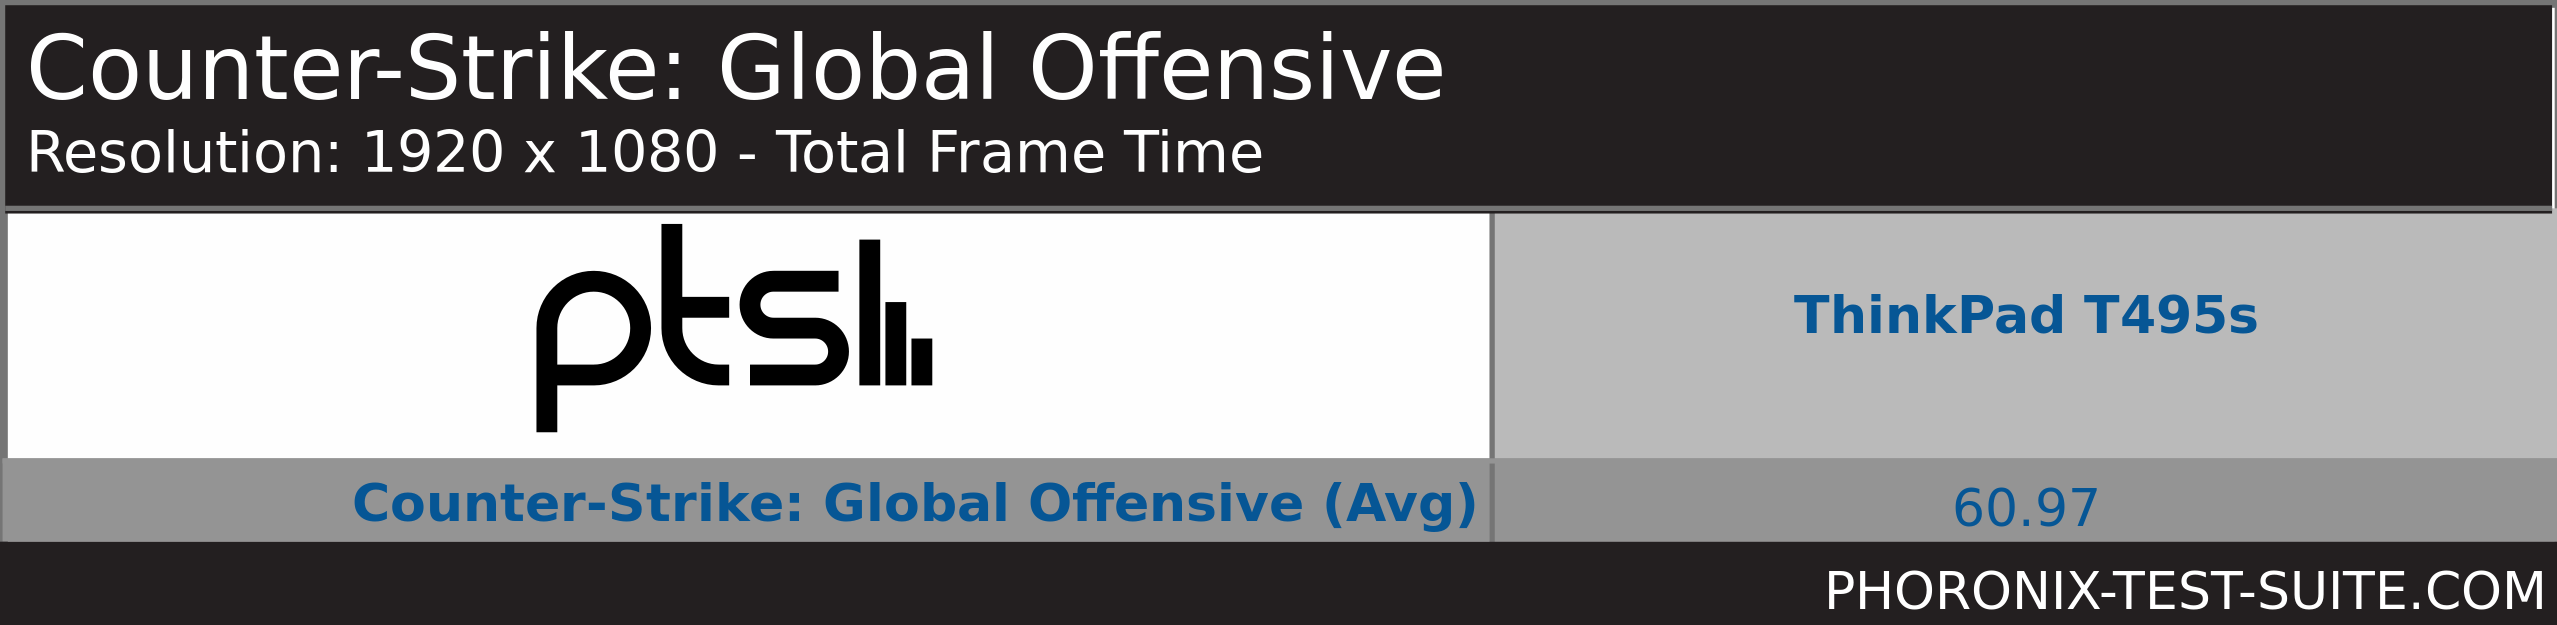 Counter-Strike: Global Offensive
Resolution: 1920 x 1080 - Total Frame Time
pts
ThinkPad T495s
Counter-Strike: Global Offensive (Avg) 60.97
PHORONIX-TEST-SUITE.COM